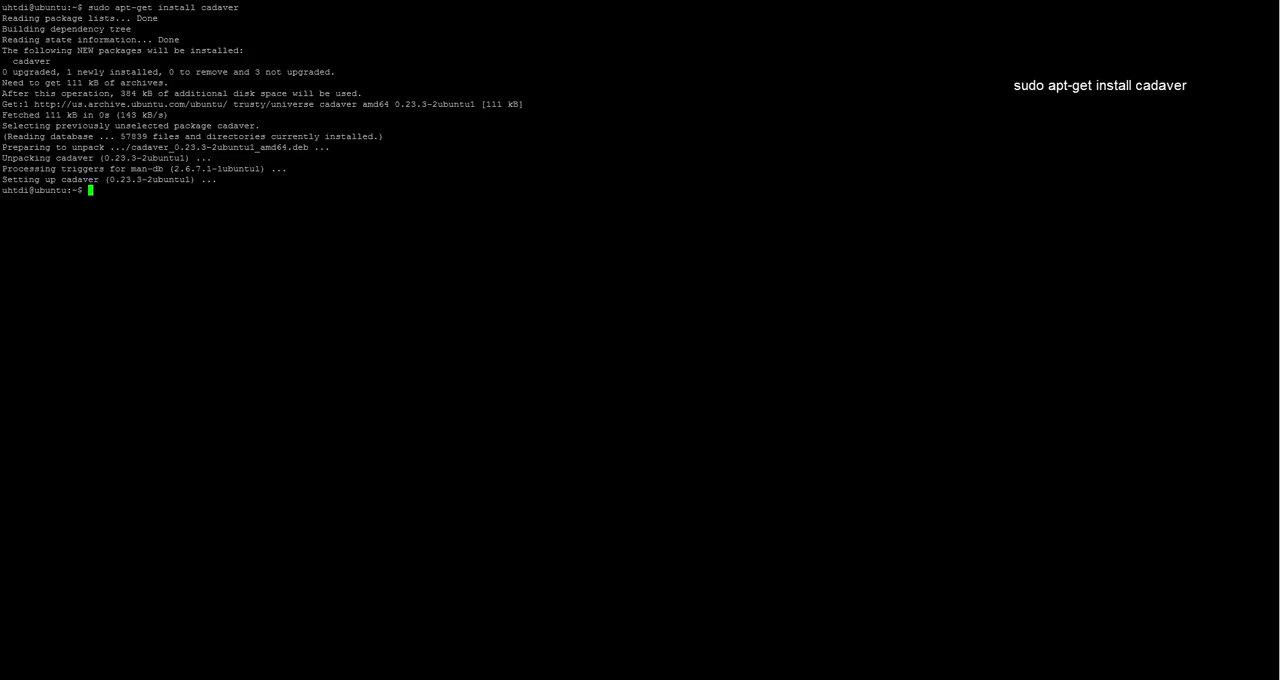 uhtdi@ubuntu:~$ sudo apt-get install cadaver
Reading package lists... Done
Building dependency tree
Reading state information... Done
The following NEW packages will be installed:
  cadaver
0 upgraded, 1 newly installed, 0 to remove and 3 not upgraded.
Need to get 111 kB of archives.
After this operation, 384 kB of additional disk space will be used.
Get:1 http://us.archive.ubuntu.com/ubuntu/ trusty/universe cadaver amd64 0.23.3-2ubuntu1 [111 kB]
Fetched 111 kB in 0s (143 kB/s)
Selecting previously unselected package cadaver.
(Reading database ... 57839 files and directories currently installed.)
Preparing to unpack .../cadaver_0.23.3-2ubuntu1_amd64.deb ...
Unpacking cadaver (0.23.3-2ubuntu1) ...
Processing triggers for man-db (2.6.7.1-1ubuntu1) ...
Setting up cadaver (0.23.3-2ubuntu1) ...
uhtdi@ubuntu:~$
sudo apt-get install cadaver